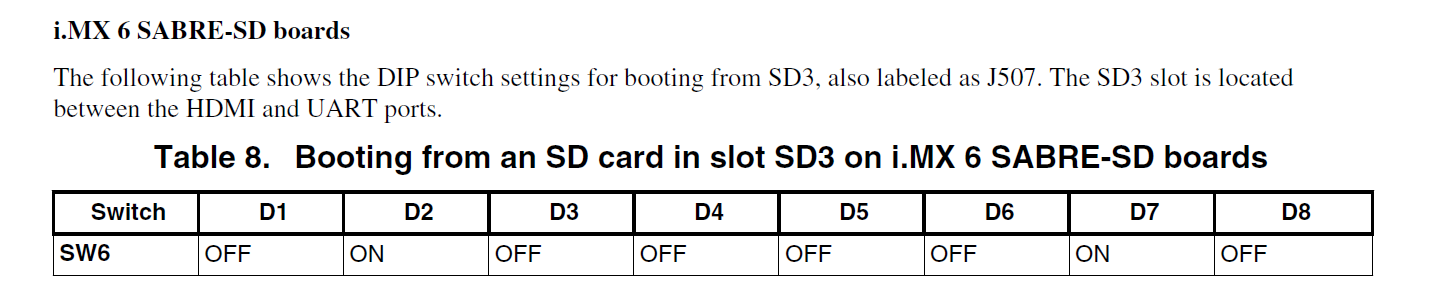 i.MX 6 SABRE-SD boards
The following table shows the DIP switch settings for booting from SD3, also labeled as J507. The SD3 slot is located
between the HDMI and UART ports.
Table 8. Booting from an SD card in slot SD3 on i.MX 6 SABRE-SD boards
Switch D1 D2 D3 D4 D5 D6 D7 D8
SW6 OFF ON OFF OFF OFF OFF ON OFF